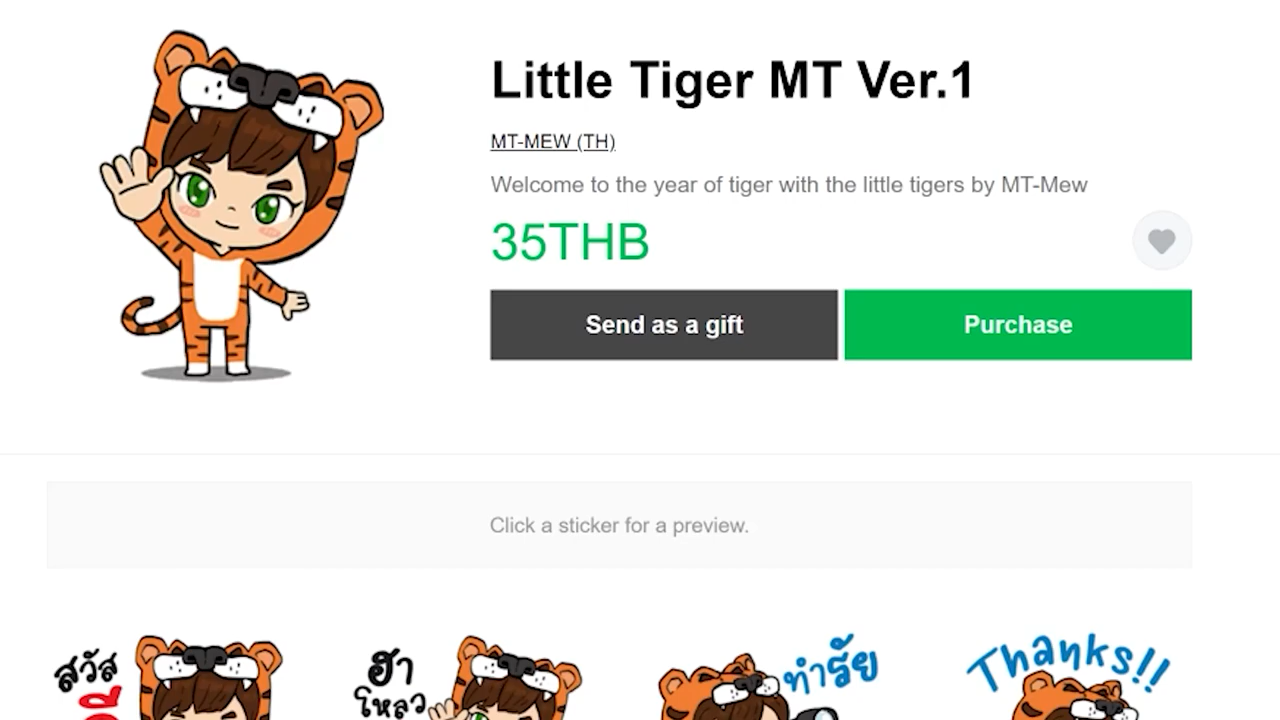 Little Tiger MT Ver.1
MT-MEW (TH)
Welcome to the year of tiger with the little tigers by MT-Mew
35THB
Send as a gift
Purchase
Click a sticker for a preview.
สวัส
ดี
ฮา
โหลว
ทำรัย
Thanks!!